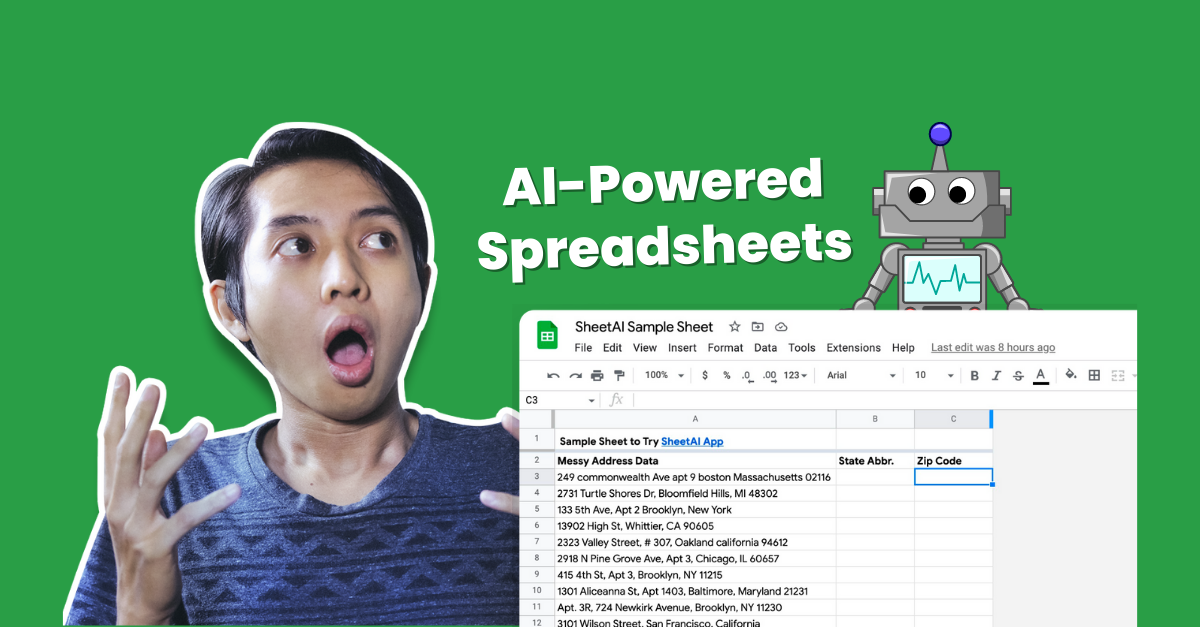 AI-Powered
Spreadsheets
SheetAI Sample Sheet
File Edit View Insert Format Data Tools Extensions Help Last edit was 8 hours ago
100% $ % .0 .00 123 Arial 10 B I S A
C3 fx
A B C
1 Sample Sheet to Try SheetAI App
2 Messy Address Data State Abbr. Zip Code
3 249 commonwealth Ave apt 9 boston Massachusetts 02116
4 2731 Turtle Shores Dr, Bloomfield Hills, MI 48302
5 133 5th Ave, Apt 2 Brooklyn, New York
6 13902 High St, Whittier, CA 90605
7 2323 Valley Street, # 307, Oakland california 94612
8 2918 N Pine Grove Ave, Apt 3, Chicago, IL 60657
9 415 4th St, Apt 3, Brooklyn, NY 11215
10 1301 Aliceanna St, Apt 1403, Baltimore, Maryland 21231
11 Apt. 3R, 724 Newkirk Avenue, Brooklyn, NY 11230
12 3101 Wilson Street, San Francisco, California